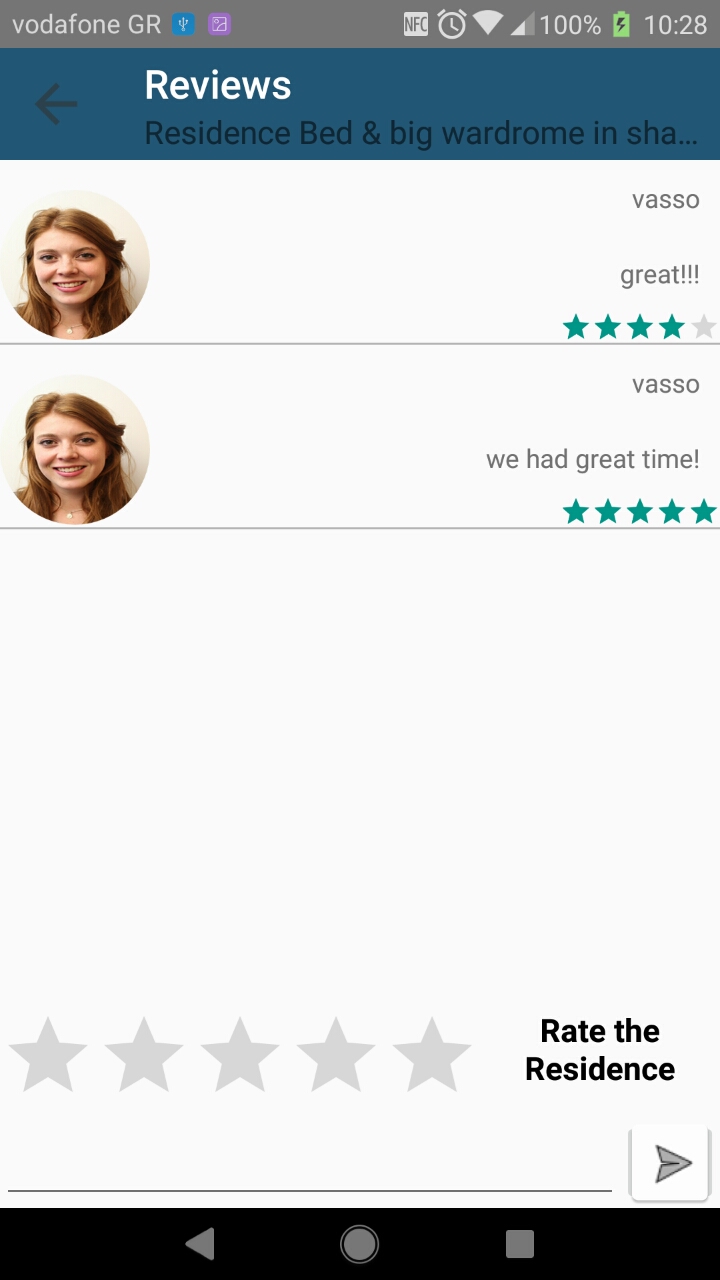 vodafone GR NFC 100% 10:28
Reviews
Residence Bed & big wardrome in sha...
vasso
great!!!
vasso
we had great time!
Rate the
Residence